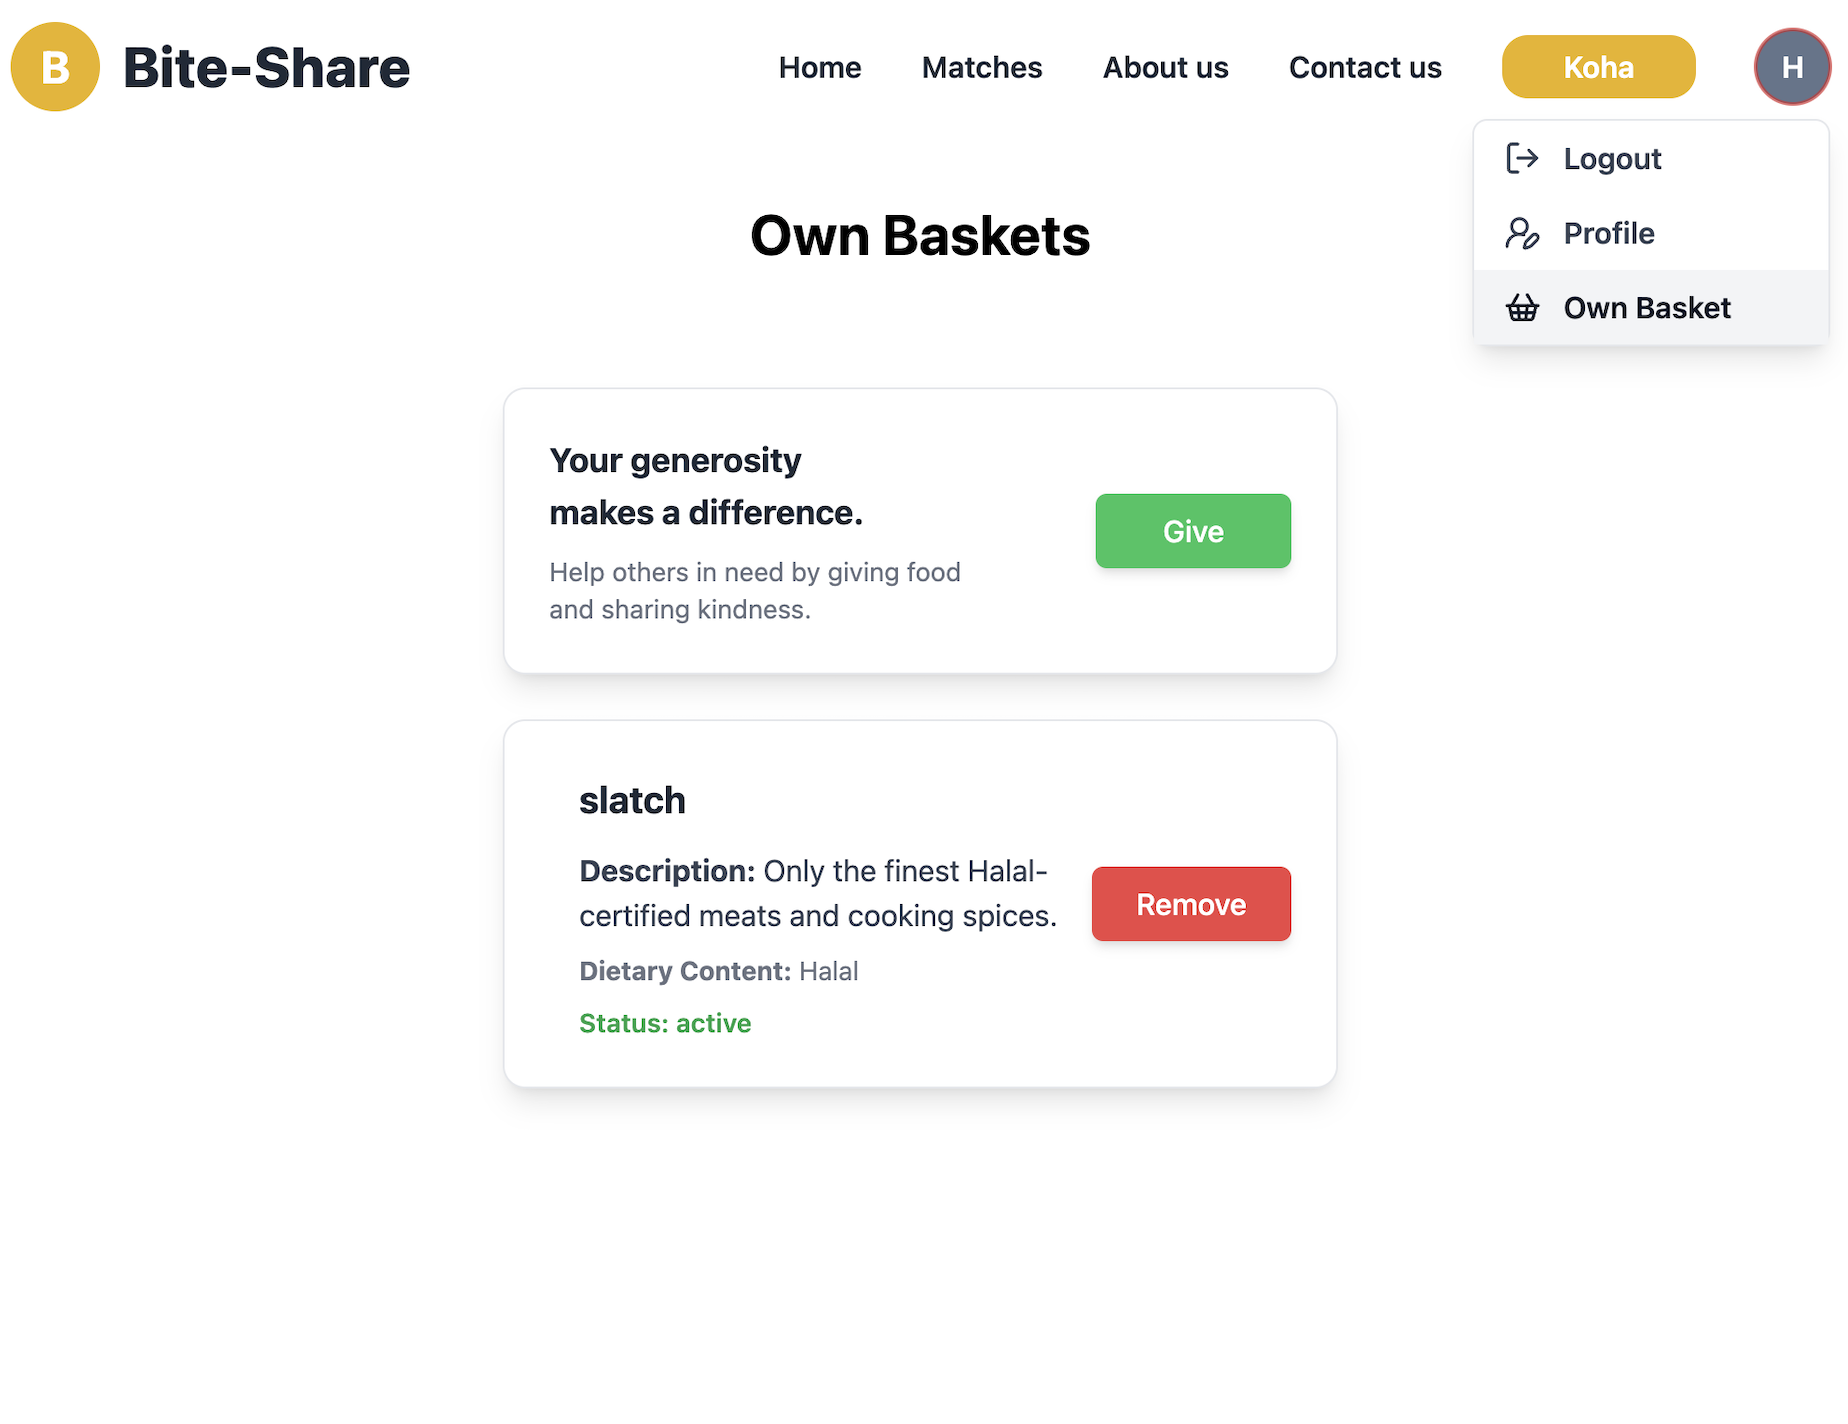 B Bite-Share Home Matches About us Contact us Koha H
Logout
Profile
Own Basket
Own Baskets
Your generosity
makes a difference.
Help others in need by giving food
and sharing kindness.
Give
slatch
Description: Only the finest Halal-
certified meats and cooking spices.
Dietary Content: Halal
Status: active
Remove